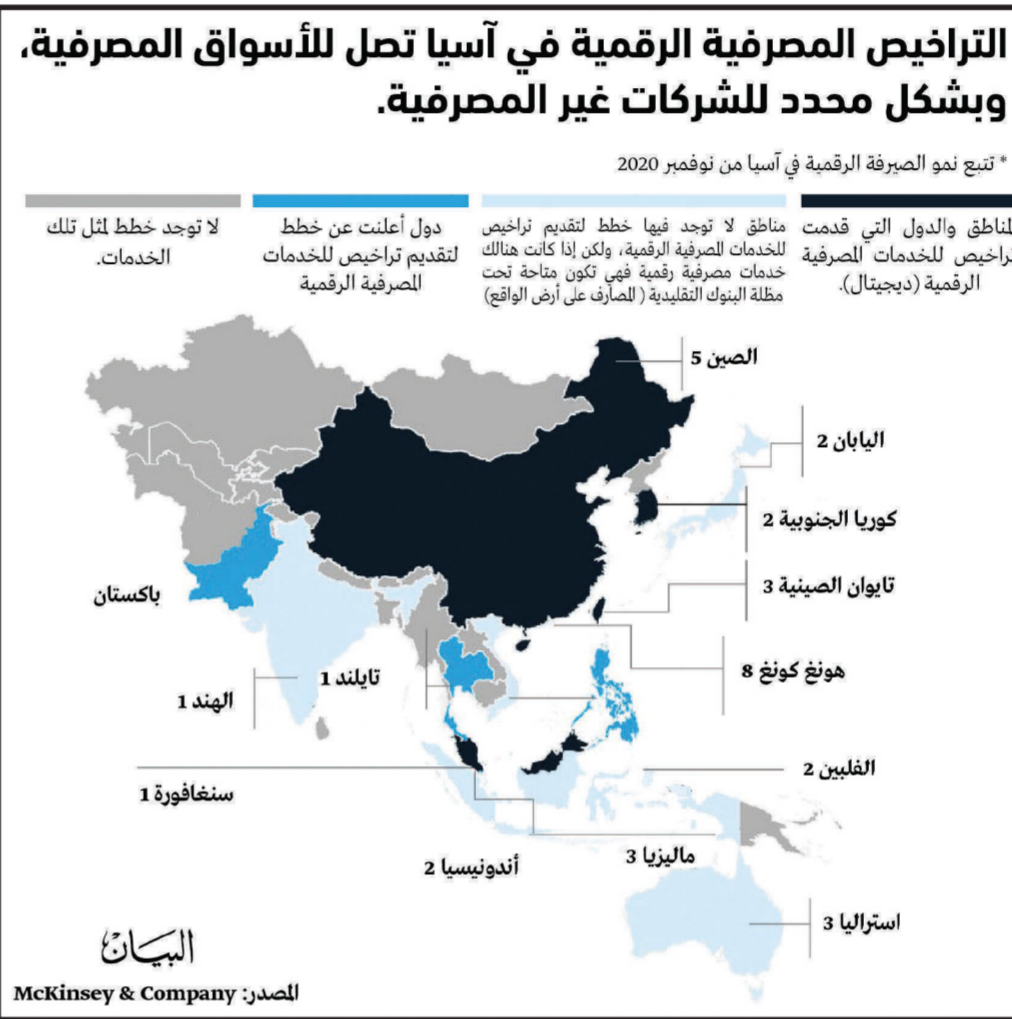 التراخيص المصرفية الرقمية في آسيا تصل للأسواق المصرفية،
وبشكل محدد للشركات غير المصرفية.
* تتبع نمو الصيرفة الرقمية في آسيا من نوفمبر 2020
المناطق والدول التي قدمت
تراخيص للخدمات المصرفية
الرقمية (ديجيتال).
مناطق لا توجد فيها خطط لتقديم تراخيص
للخدمات المصرفية الرقمية، ولكن إذا كانت هنالك
خدمات مصرفية رقمية فهي تكون متاحة تحت
مظلة البنوك التقليدية ( المصارف على أرض الواقع)
دول أعلنت عن خطط
لتقديم تراخيص للخدمات
المصرفية الرقمية
لا توجد خطط لمثل تلك
الخدمات.
الصين 5
اليابان 2
كوريا الجنوبية 2
تايوان الصينية 3
باكستان
هونغ كونغ 8
تايلند 1
الهند 1
الفلبين 2
سنغافورة 1
ماليزيا 3
أندونيسيا 2
استراليا 3
البيان
المصدر: McKinsey & Company